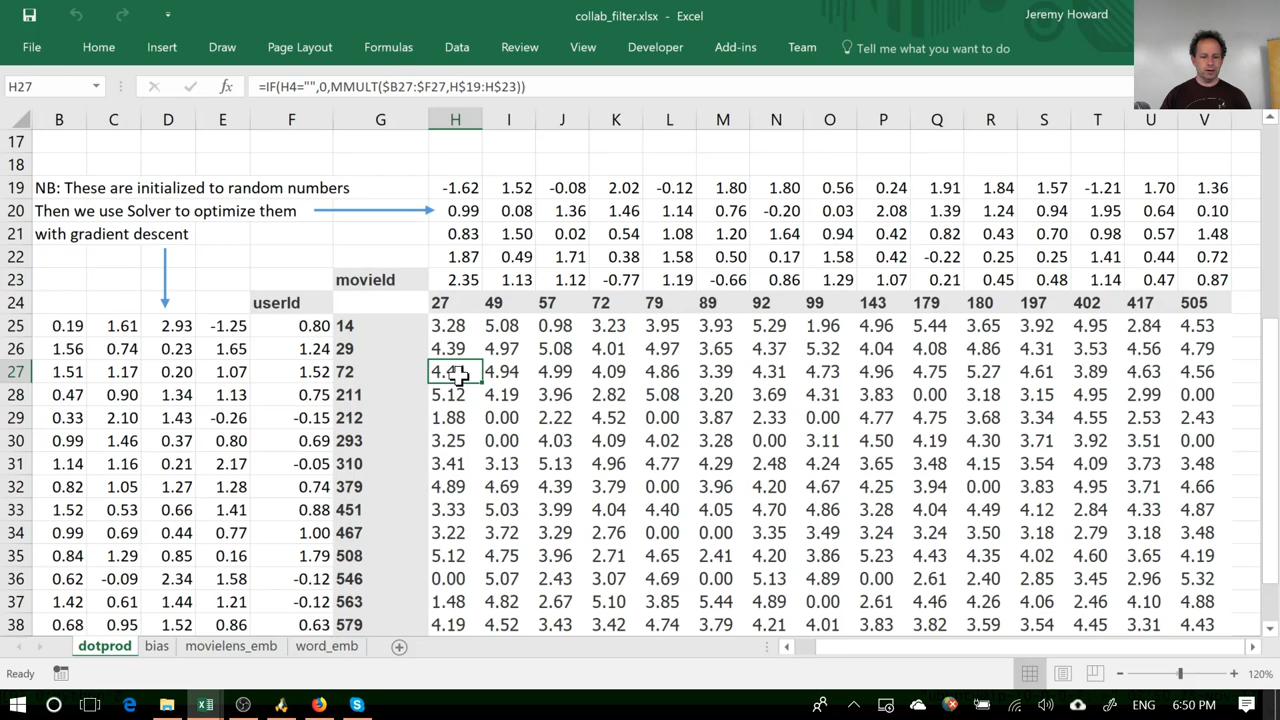 collab_filter.xlsx - Excel
Jeremy Howard
File Home Insert Draw Page Layout Formulas Data Review View Developer Add-ins Team Tell me what you want to do
H27 fx =IF(H4="",0,MMULT($B27:$F27,H$19:H$23))
B C D E F G H I J K L M N O P Q R S T U V
17
18
19 NB: These are initialized to random numbers -1.62 1.52 -0.08 2.02 -0.12 1.80 1.80 0.56 0.24 1.91 1.84 1.57 -1.21 1.70 1.36
20 Then we use Solver to optimize them 0.99 0.08 1.36 1.46 1.14 0.76 -0.20 0.03 2.08 1.39 1.24 0.94 1.95 0.64 0.10
21 with gradient descent 0.83 1.50 0.02 0.54 1.08 1.20 1.64 0.94 0.42 0.82 0.43 0.70 0.98 0.57 1.48
22 1.87 0.49 1.71 0.38 1.58 0.50 0.17 1.58 0.42 -0.22 0.25 0.25 1.41 0.44 0.72
23 movieId 2.35 1.13 1.12 -0.77 1.19 -0.66 0.86 1.29 1.07 0.21 0.45 0.48 1.14 0.47 0.87
24 userId 27 49 57 72 79 89 92 99 143 179 180 197 402 417 505
25 0.19 1.61 2.93 -1.25 0.80 14 3.28 5.08 0.98 3.23 3.95 3.93 5.29 1.96 4.96 5.44 3.65 3.92 4.95 2.84 4.53
26 1.56 0.74 0.23 1.65 1.24 29 4.39 4.97 5.08 4.01 4.97 3.65 4.37 5.32 4.04 4.08 4.86 4.31 3.53 4.56 4.79
27 1.51 1.17 0.20 1.07 1.52 72 4.94 4.99 4.09 4.86 3.39 4.31 4.73 4.96 4.75 5.27 4.61 3.89 4.63 4.56
28 0.47 0.90 1.34 1.13 0.75 211 5.12 4.19 3.96 2.82 5.08 3.20 3.69 4.31 3.83 0.00 3.18 3.15 4.95 2.99 0.00
29 0.33 2.10 1.43 -0.26 -0.15 212 1.88 0.00 2.22 4.52 0.00 3.87 2.33 0.00 4.77 4.75 3.68 3.34 4.55 2.53 2.43
30 0.99 1.46 0.37 0.80 0.69 293 3.25 0.00 4.03 4.09 4.02 3.28 0.00 3.11 4.50 4.19 4.30 3.71 3.92 3.51 0.00
31 1.14 1.16 0.21 2.17 -0.05 310 3.41 3.13 5.13 4.96 4.77 4.29 2.48 4.24 3.65 3.48 4.15 3.54 4.09 3.73 3.48
32 0.82 1.05 1.27 1.28 0.74 379 4.89 4.69 4.39 3.79 0.00 3.96 4.20 4.67 4.25 3.94 0.00 3.38 4.75 3.62 4.66
33 1.52 0.53 0.66 1.41 0.88 451 3.33 5.03 3.99 4.04 4.40 4.05 4.70 4.86 3.28 4.04 4.49 4.12 2.84 4.33 4.87
34 0.99 0.69 0.44 0.77 1.00 467 3.22 3.72 3.29 2.76 0.00 0.00 3.35 3.49 3.24 3.17 3.50 3.18 2.79 3.18 3.48
35 0.84 1.29 0.85 0.16 1.79 508 5.12 4.75 3.96 2.71 4.65 2.41 4.20 3.86 5.23 4.43 4.35 4.02 4.60 3.65 4.19
36 0.62 -0.09 2.34 1.58 -0.12 546 0.00 5.07 2.43 3.07 4.69 0.00 5.13 4.89 0.00 2.61 2.40 2.85 3.45 2.96 5.32
37 1.42 0.61 1.44 1.21 -0.12 563 1.48 4.82 2.67 5.10 3.85 5.44 4.89 0.00 2.61 4.46 4.26 4.06 2.46 4.10 4.88
38 0.68 0.95 1.52 0.86 0.63 579 4.19 4.52 3.43 3.42 4.74 3.79 4.21 4.01 3.83 3.82 3.59 3.54 4.45 3.31 4.43
dotprod bias movielens_emb word_emb
Ready 120%
6:50 PM